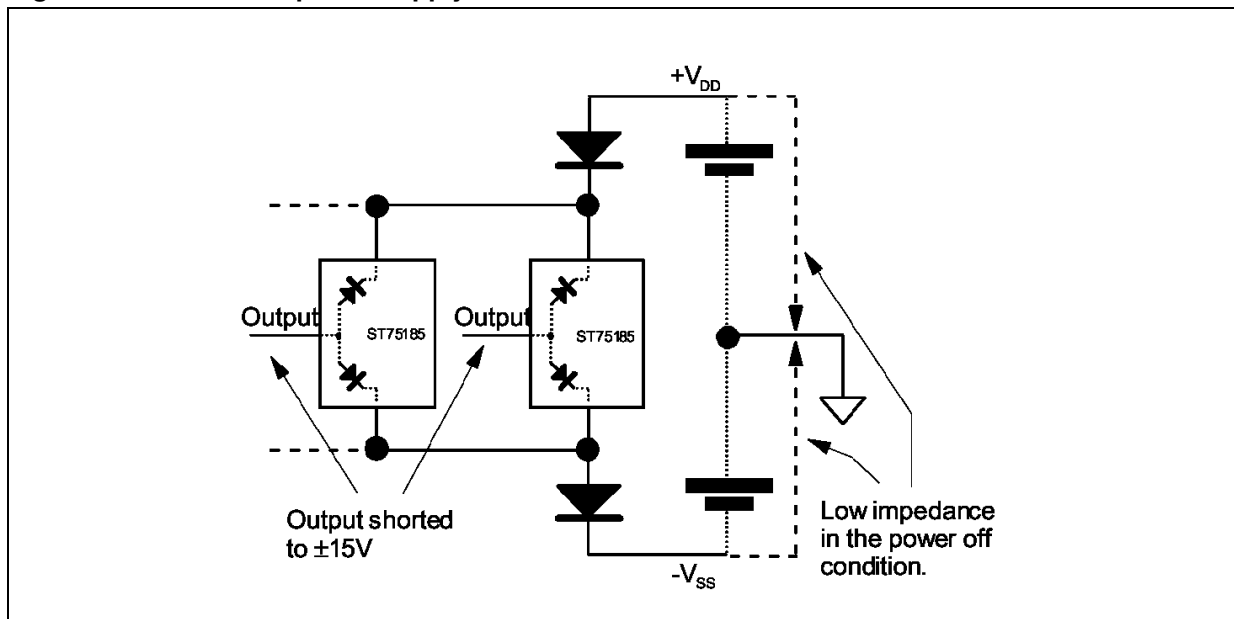 +VDD
Output
ST75185
Output
ST75185
Output shorted
to ±15V
Low impedance
in the power off
condition.
-VSS